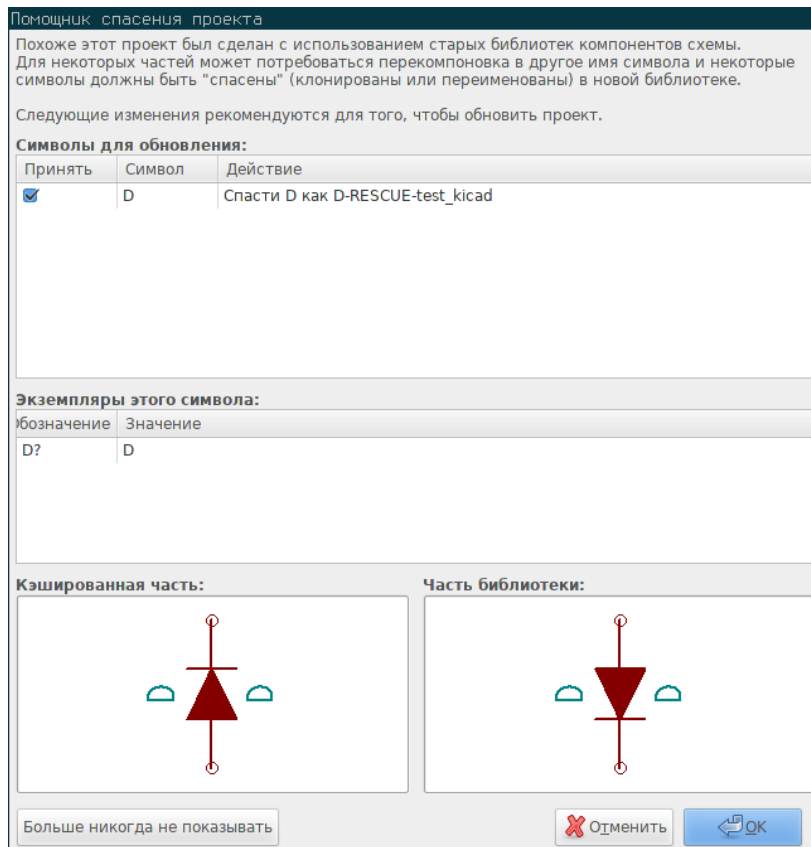 Помощник спасения проекта
Похоже этот проект был сделан с использованием старых библиотек компонентов схемы.
Для некоторых частей может потребоваться перекомпоновка в другое имя символа и некоторые
символы должны быть "спасены" (клонированы или переименованы) в новой библиотеке.
Следующие изменения рекомендуются для того, чтобы обновить проект.
Символы для обновления:
Принять Символ Действие
D Спасти D как D-RESCUE-test_kicad
Экземпляры этого символа:
Обозначение Значение
D? D
Кэшированная часть: Часть библиотеки:
D D D D
Больше никогда не показывать Отменить OK